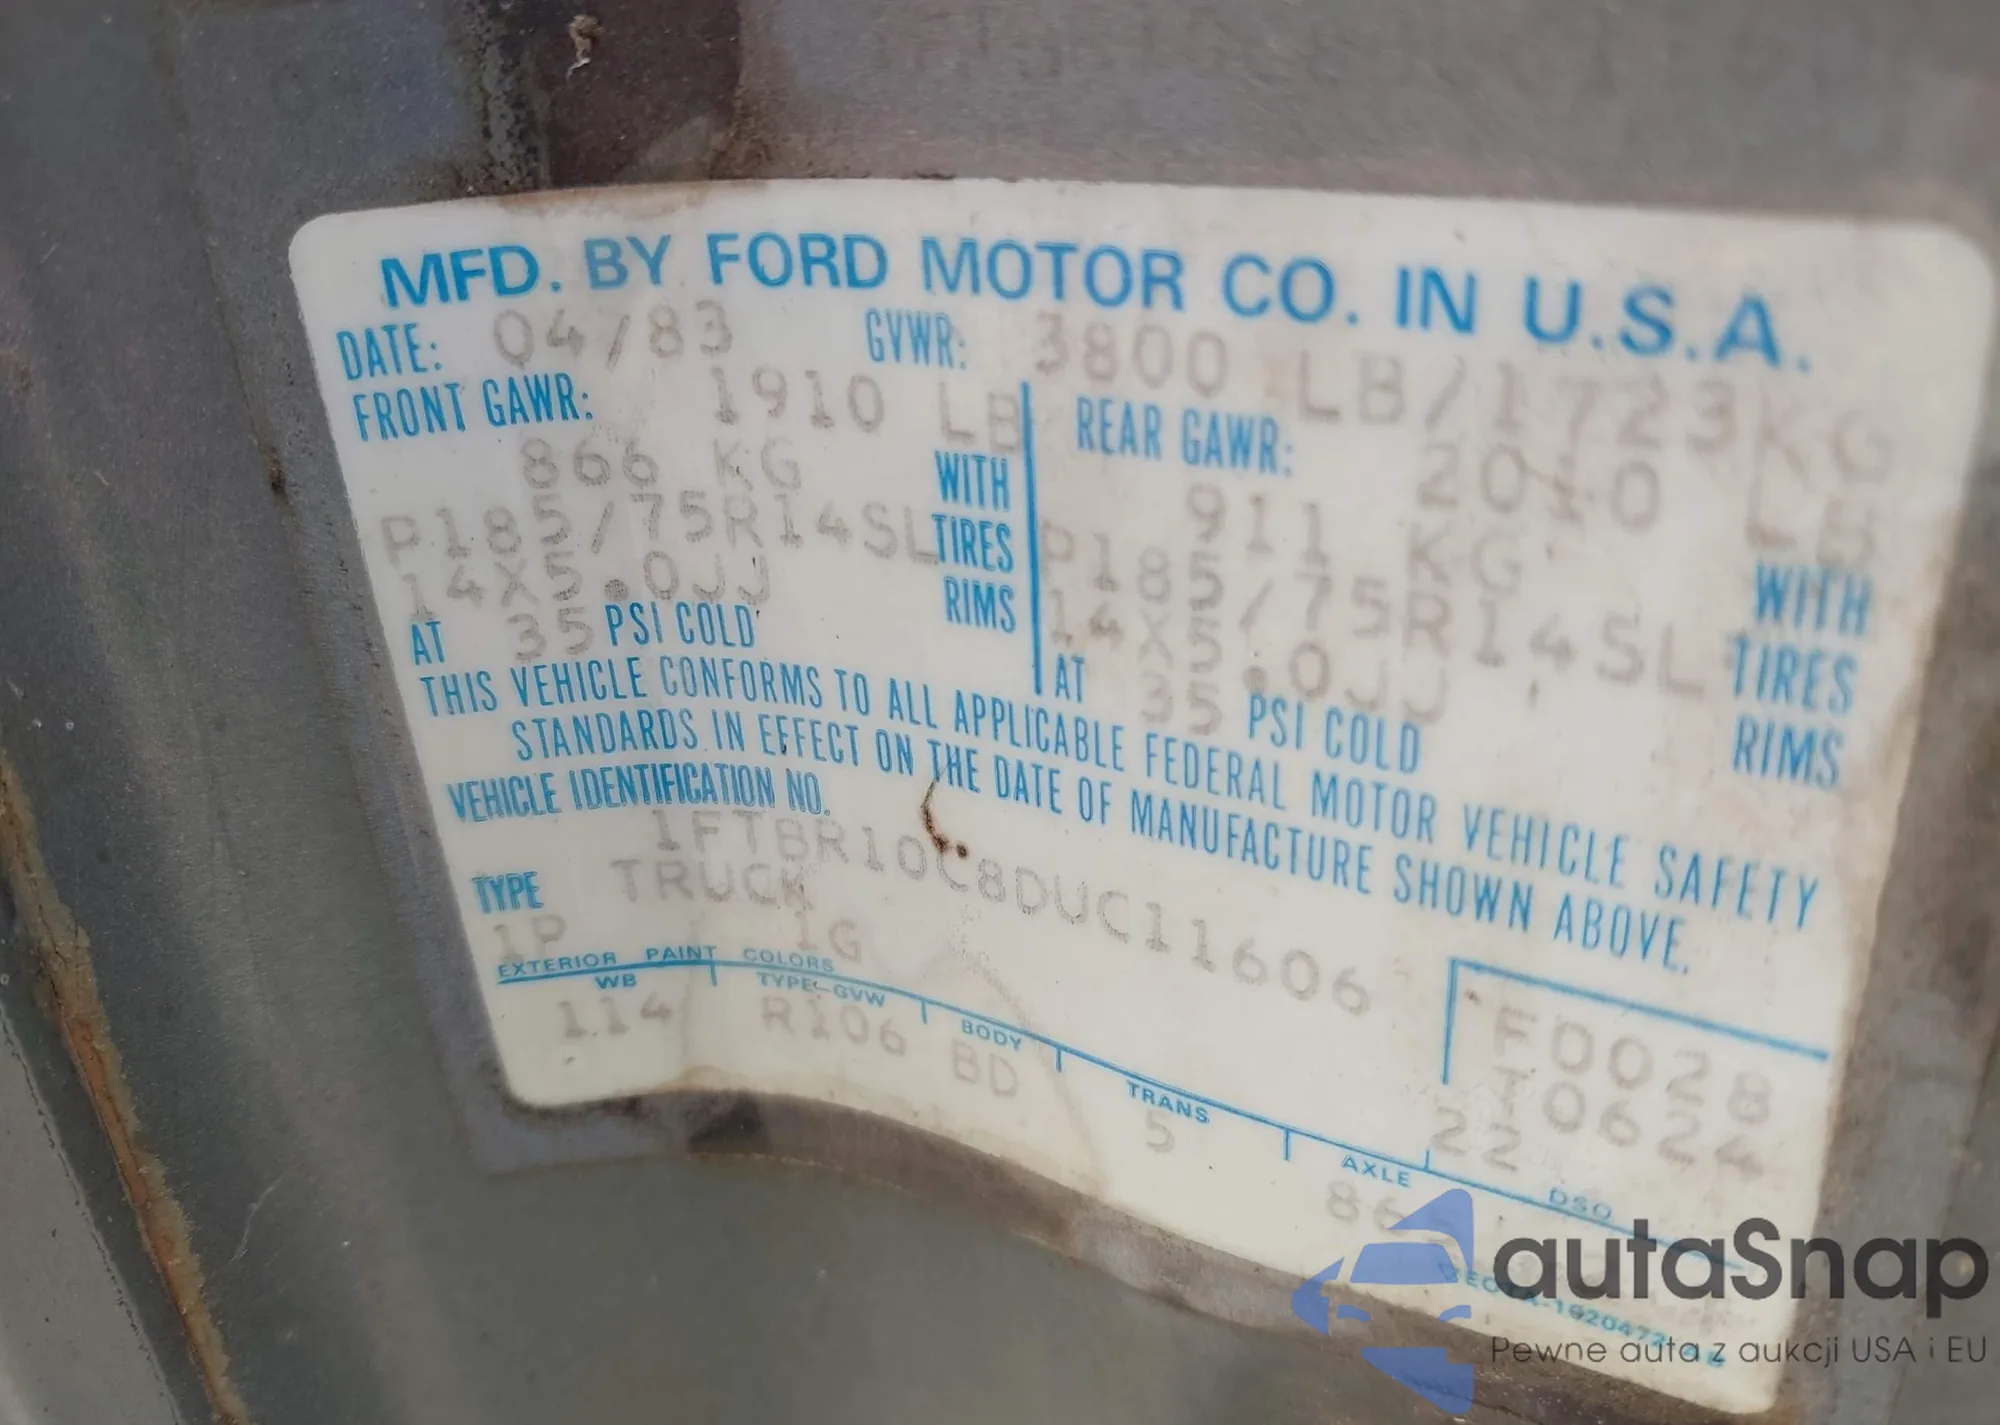 MFD. BY FORD MOTOR CO. IN U.S.A.
DATE: 04/83 GVWR: 3800 LB/1723KG
FRONT GAWR: 1910 LB REAR GAWR: 2010 LB
866 KG WITH 911 KG WITH
P185/75R14SL TIRES P185/75R14SL TIRES
14X5.0JJ RIMS 14X5.0JJ RIMS
AT 35 PSI COLD AT 35 PSI COLD
THIS VEHICLE CONFORMS TO ALL APPLICABLE FEDERAL MOTOR VEHICLE SAFETY
STANDARDS IN EFFECT ON THE DATE OF MANUFACTURE SHOWN ABOVE.
VEHICLE IDENTIFICATION NO.
1FTBR10C8DUC11606
TYPE TRUCK
F0028
T0624
1P 1G 22
EXTERIOR PAINT COLORS
WB TYPE-GVW BODY TRANS AXLE DSO
114 R106 BD 5 86
autaSnap
Pewne auta z aukcji USA i EU